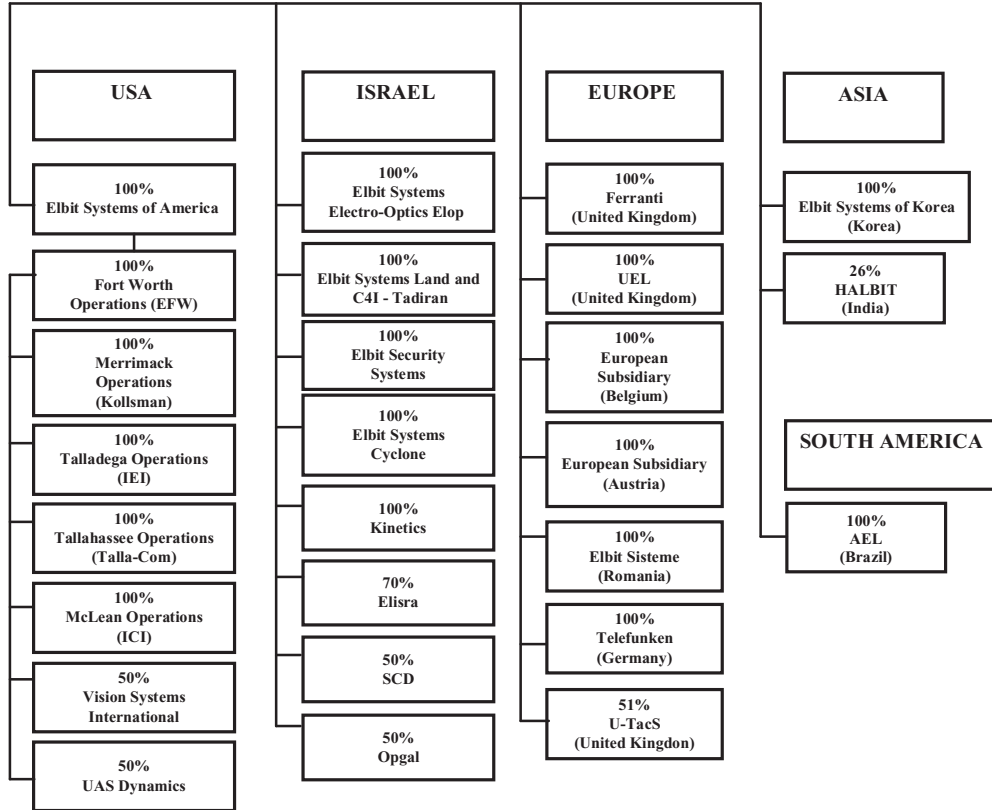 USA
100%
Elbit Systems of America
100%
Fort Worth
Operations (EFW)
100%
Merrimack
Operations
(Kollsman)
100%
Talladega Operations
(IEI)
100%
Tallahassee Operations
(Talla-Com)
100%
McLean Operations
(ICI)
50%
Vision Systems
International
50%
UAS Dynamics
ISRAEL
100%
Elbit Systems
Electro-Optics Elop
100%
Elbit Systems Land and
C4I - Tadiran
100%
Elbit Security
Systems
100%
Elbit Systems
Cyclone
100%
Kinetics
70%
Elisra
50%
SCD
50%
Opgal
EUROPE
100%
Ferranti
(United Kingdom)
100%
UEL
(United Kingdom)
100%
European
Subsidiary
(Belgium)
100%
European Subsidiary
(Austria)
100%
Elbit Sisteme
(Romania)
100%
Telefunken
(Germany)
51%
U-TacS
(United Kingdon)
ASIA
100%
Elbit Systems of Korea
(Korea)
26%
HALBIT
(India)
SOUTH AMERICA
100%
AEL
(Brazil)